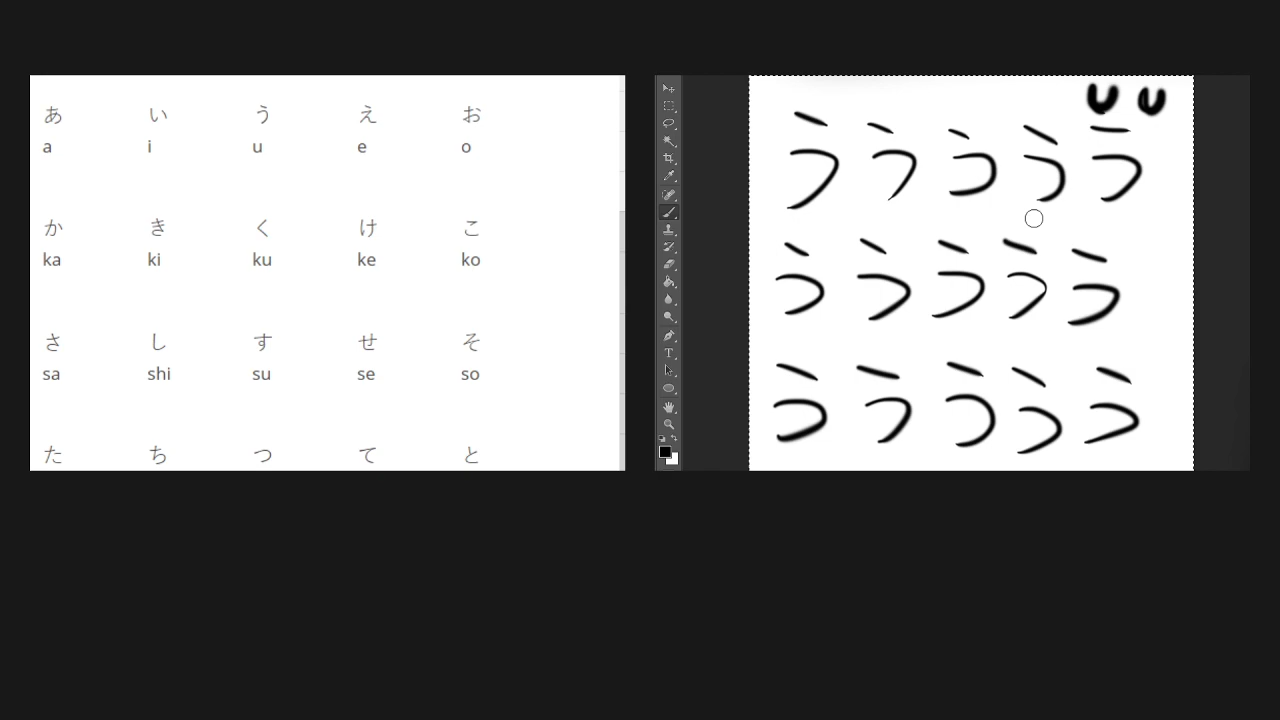 あ い う え お
a i u e o
か き く け こ
ka ki ku ke ko
さ し す せ そ
sa shi su se so
た ち つ て と
u u
う う う う う
う う う う う
う う う う う